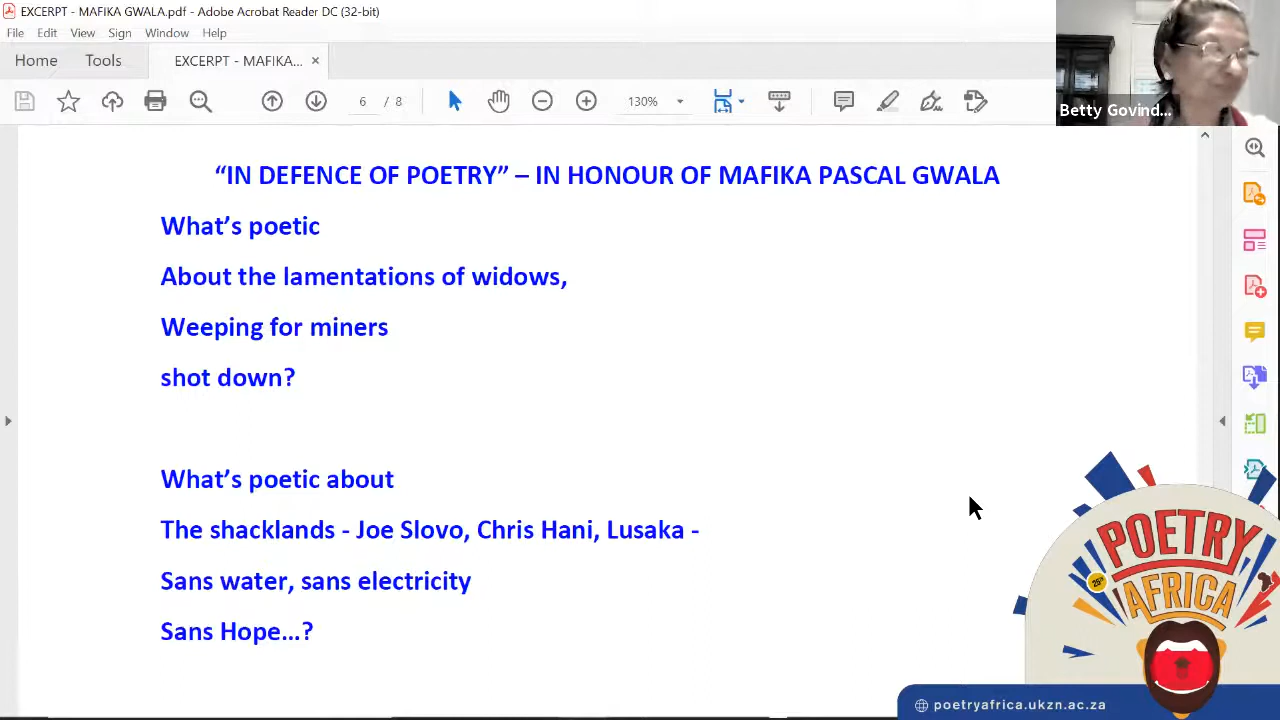 EXCERPT - MAFIKA GWALA.pdf - Adobe Acrobat Reader DC (32-bit)
File Edit View Sign Window Help
Home Tools EXCERPT - MAFIKA... ×
6 / 8 130%
Betty Govind...
“IN DEFENCE OF POETRY” – IN HONOUR OF MAFIKA PASCAL GWALA
What’s poetic
About the lamentations of widows,
Weeping for miners
shot down?
What’s poetic about
The shacklands - Joe Slovo, Chris Hani, Lusaka -
Sans water, sans electricity
Sans Hope...?
POETRY
25TH
AFRICA
poetryafrica.ukzn.ac.za